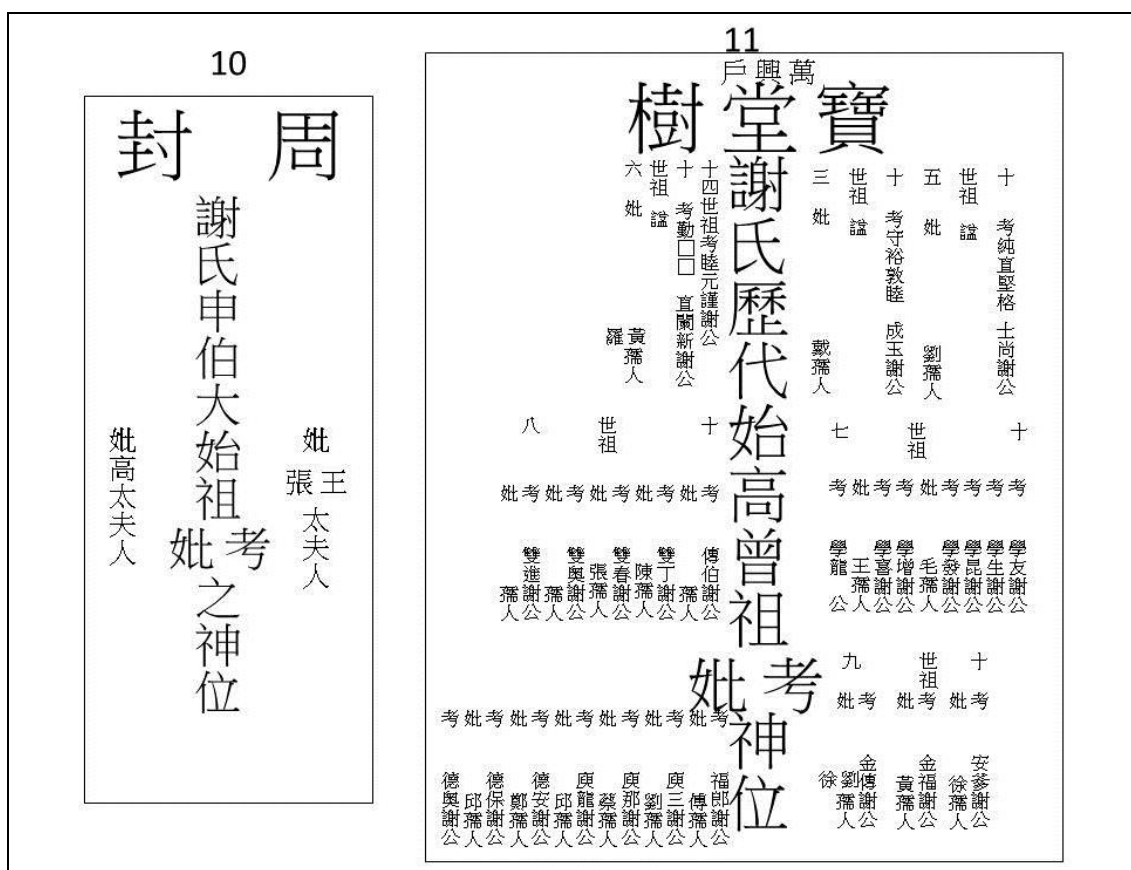 10
周封
謝氏申伯大始祖考妣之神位
妣王張太夫人
妣高太夫人
11
萬興戶
寶堂樹
謝氏歷代始高曾祖考妣神位
十五世祖
考諡純直堅格士尚謝公
妣劉孺人
十三世祖
考諡守裕敦睦成玉謝公
妣戴孺人
十四世祖考睦元謹謝公
十六世祖
考諡勤□□直闌新謝公
妣黃羅孺人
十七世祖
考學友謝公
考學生謝公
考學昆謝公
考學發謝公
妣毛孺人
考學增謝公
考學喜謝公
妣王孺人
考學龍公
十八世祖
考傳伯謝公
妣孺人
考雙丁謝公
妣陳孺人
考雙春謝公
妣張孺人
考雙奧謝公
妣孺人
考雙進謝公
妣孺人
十九世祖
考安爹謝公
妣徐孺人
考金福謝公
妣黃孺人
考金傳謝公
妣劉徐孺人
考福郎謝公
妣傅孺人
考三謝公
妣劉孺人
考那謝公
妣蔡孺人
考龍謝公
妣邱孺人
考德安謝公
妣鄭孺人
考德保謝公
妣邱孺人
考德奧謝公